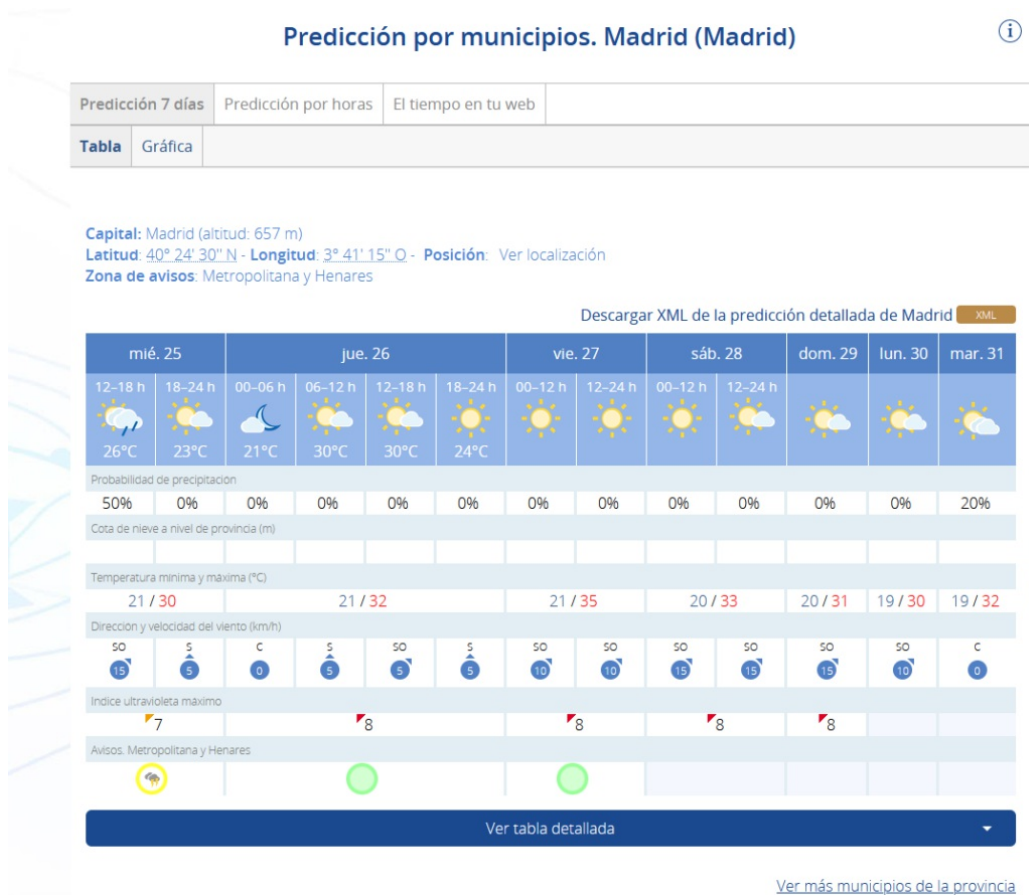 Predicción por municipios. Madrid (Madrid)
Predicción 7 días Predicción por horas El tiempo en tu web
Tabla Gráfica
Capital: Madrid (altitud: 657 m)
Latitud: 40° 24' 30'' N - Longitud: 3° 41' 15'' O - Posición: Ver localización
Zona de avisos: Metropolitana y Henares
Descargar XML de la predicción detallada de Madrid XML
mié. 25 jue. 26 vie. 27 sáb. 28 dom. 29 lun. 30 mar. 31
12–18 h 18–24 h 00–06 h 06–12 h 12–18 h 18–24 h 00–12 h 12–24 h 00–12 h 12–24 h
26°C 23°C 21°C 30°C 30°C 24°C
Probabilidad de precipitación
50% 0% 0% 0% 0% 0% 0% 0% 0% 0% 0% 0% 20%
Cota de nieve a nivel de provincia (m)
Temperatura mínima y máxima (°C)
21 / 30 21 / 32 21 / 35 20 / 33 20 / 31 19 / 30 19 / 32
Dirección y velocidad del viento (km/h)
SO S C S SO S SO SO SO SO SO SO C
15 5 0 5 5 5 10 10 15 15 15 10 0
Indice ultravioleta maximo
7 8 8 8 8
Avisos. Metropolitana y Henares
Ver tabla detallada
Ver más municipios de la provincia